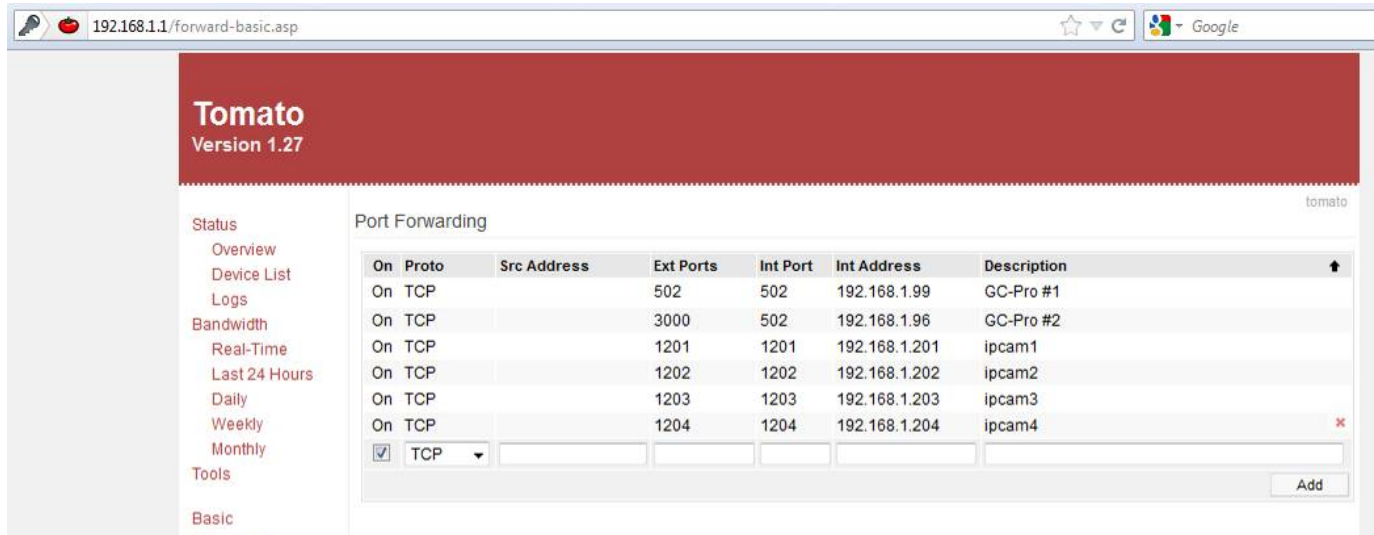 192.168.1.1/forward-basic.asp
Google
Tomato
Version 1.27
tomato
Status
Overview
Device List
Logs
Bandwidth
Real-Time
Last 24 Hours
Daily
Weekly
Monthly
Tools
Basic
Port Forwarding
On Proto Src Address Ext Ports Int Port Int Address Description
On TCP 502 502 192.168.1.99 GC-Pro #1
On TCP 3000 502 192.168.1.96 GC-Pro #2
On TCP 1201 1201 192.168.1.201 ipcam1
On TCP 1202 1202 192.168.1.202 ipcam2
On TCP 1203 1203 192.168.1.203 ipcam3
On TCP 1204 1204 192.168.1.204 ipcam4
TCP
Add